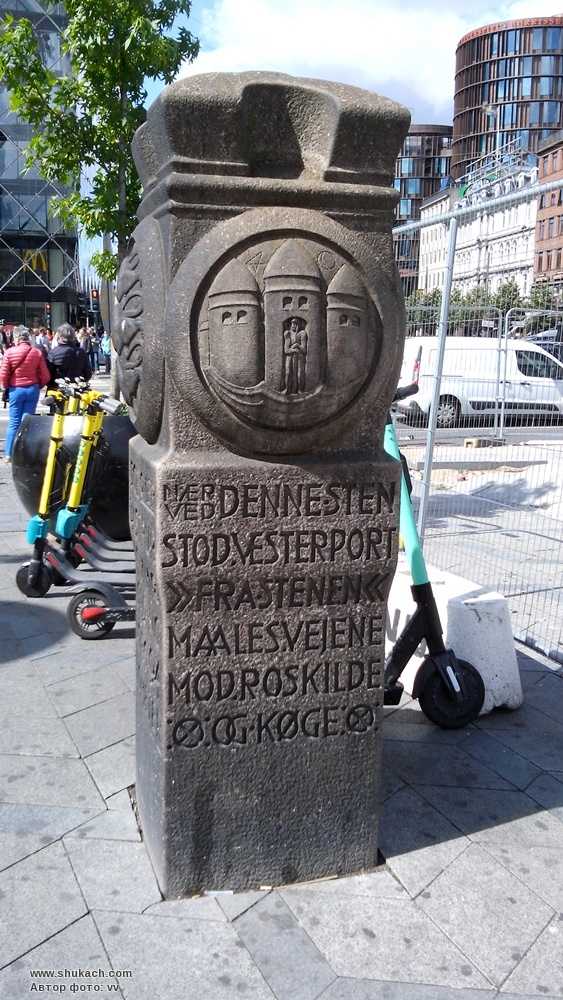 NÆR
VED DENNE·STEN
STOD·VESTERPORT
»FRA·STENEN«
MAALES·VEJENE
MOD·ROSKILDE
:Ⓧ:OG·KØGE:Ⓧ:
www.shukach.com
Автор фото: vv